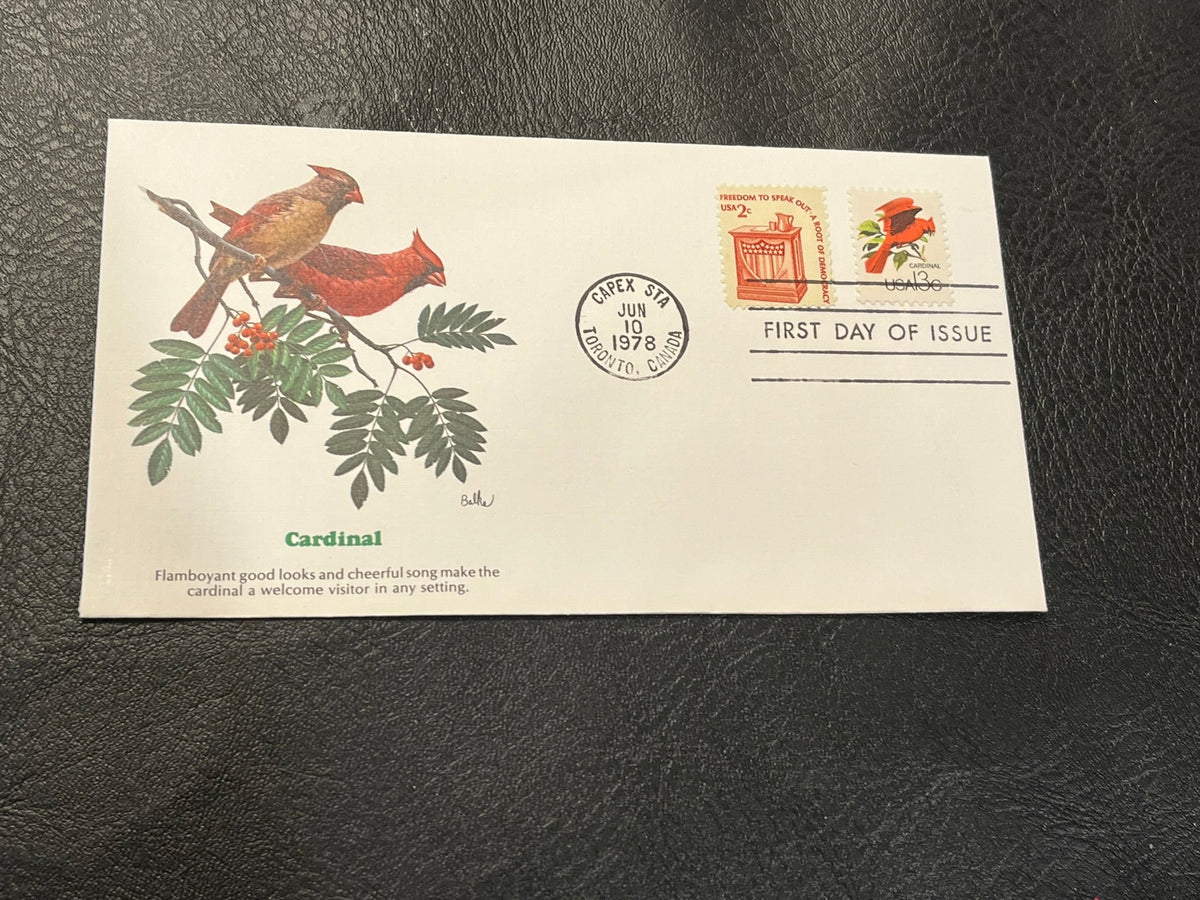 FREEDOM TO SPEAK OUT·A ROOT OF DEMOCRACY
USA 2c
CARDINAL
USA 13c
CAPEX STA
JUN
10
1978
TORONTO, CANADA
FIRST DAY OF ISSUE
Balke
Cardinal
Flamboyant good looks and cheerful song make the
cardinal a welcome visitor in any setting.